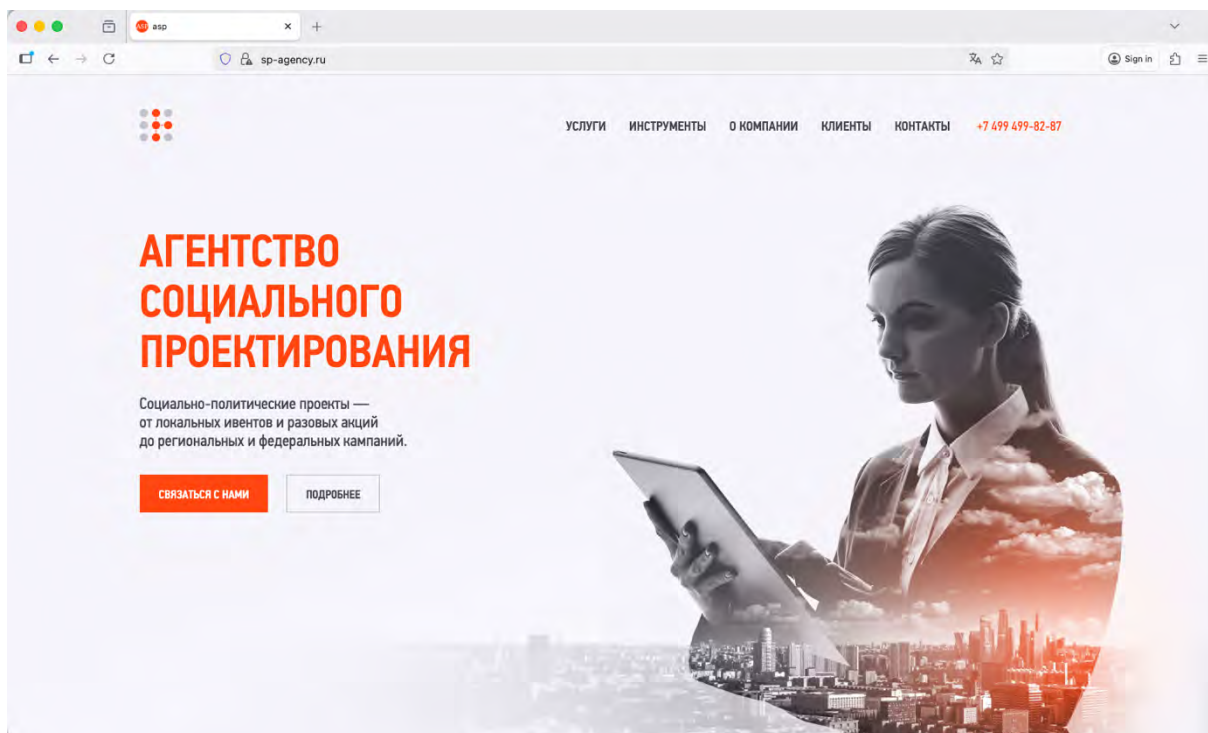 ASP asp
sp-agency.ru
Sign in
УСЛУГИ ИНСТРУМЕНТЫ О КОМПАНИИ КЛИЕНТЫ КОНТАКТЫ +7 499 499-82-87
АГЕНТСТВО
СОЦИАЛЬНОГО
ПРОЕКТИРОВАНИЯ
Социально-политические проекты —
от локальных ивентов и разовых акций
до региональных и федеральных кампаний.
СВЯЗАТЬСЯ С НАМИ ПОДРОБНЕЕ